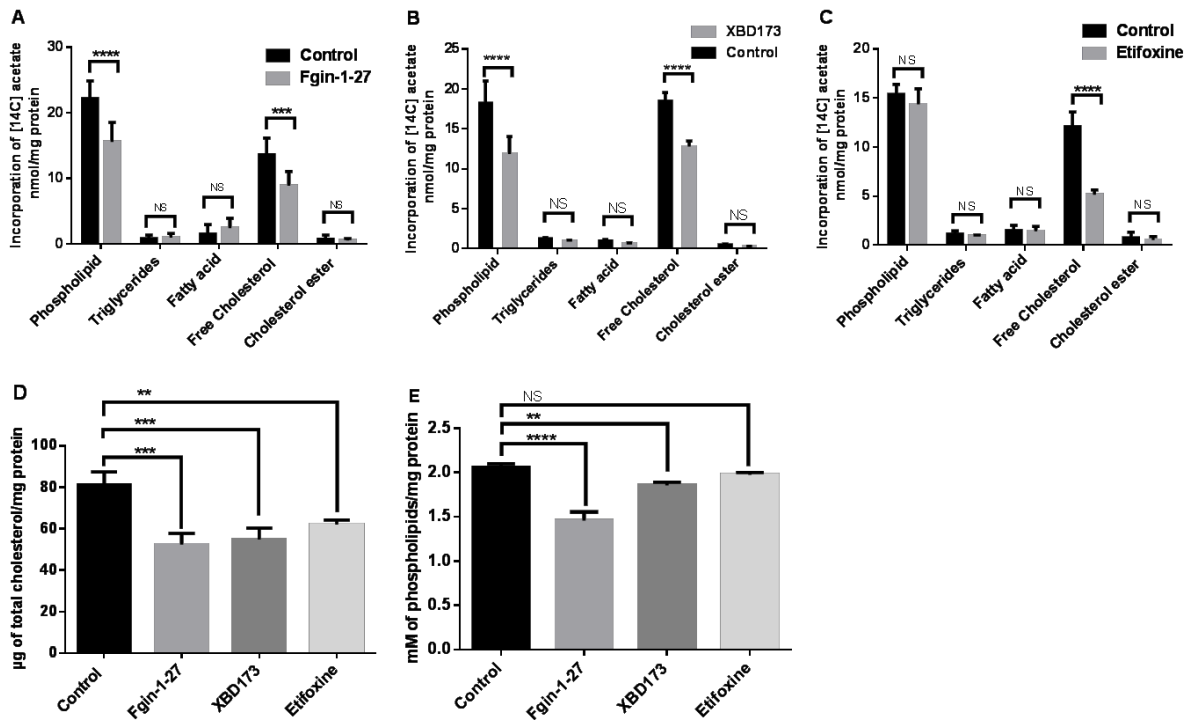 A
Incorporation of [14C] acetate
nmol/mg protein
30
20
10
0
****
NS
NS
***
NS
Control
Fgin-1-27
Phospholipid
Triglycerides
Fatty acid
Free Cholesterol
Cholesterol ester
B
Incorporation of [14C] acetate
nmol/mg protein
25
20
15
10
5
0
****
NS
NS
****
NS
XBD173
Control
Phospholipid
Triglycerides
Fatty acid
Free Cholesterol
Cholesterol ester
C
Incorporation of [14C] acetate
nmol/mg protein
20
15
10
5
0
NS
NS
NS
****
NS
Control
Etifoxine
Phospholipid
Triglycerides
Fatty acid
Free Cholesterol
Cholesterol ester
D
µg of total cholesterol/mg protein
100
80
60
40
20
0
**
***
***
Control
Fgin-1-27
XBD173
Etifoxine
E
mM of phospholipids/mg protein
2.5
2.0
1.5
1.0
0.5
0.0
NS
**
****
Control
Fgin-1-27
XBD173
Etifoxine